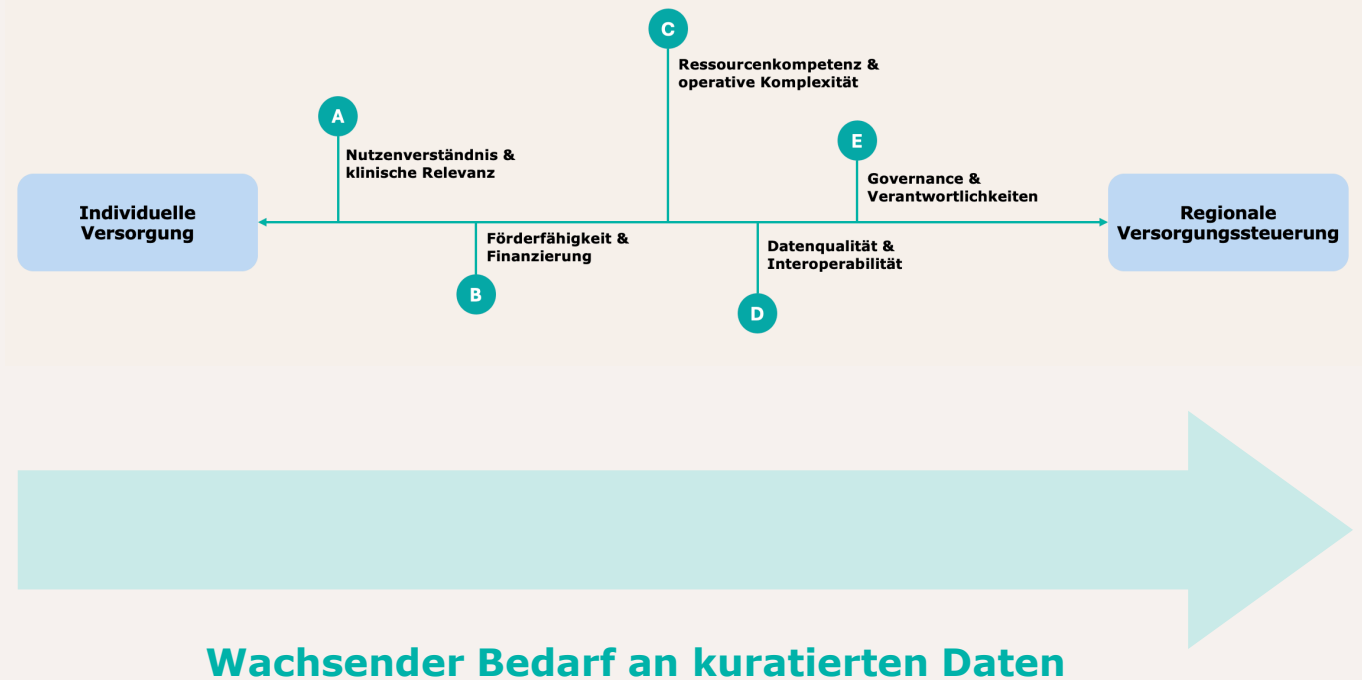 C
Ressourcenkompetenz &
operative Komplexität
A
Nutzenverständnis &
klinische Relevanz
E
Governance &
Verantwortlichkeiten
Individuelle
Versorgung
Regionale
Versorgungssteuerung
Förderfähigkeit &
Finanzierung
B
Datenqualität &
Interoperabilität
D
Wachsender Bedarf an kuratierten Daten